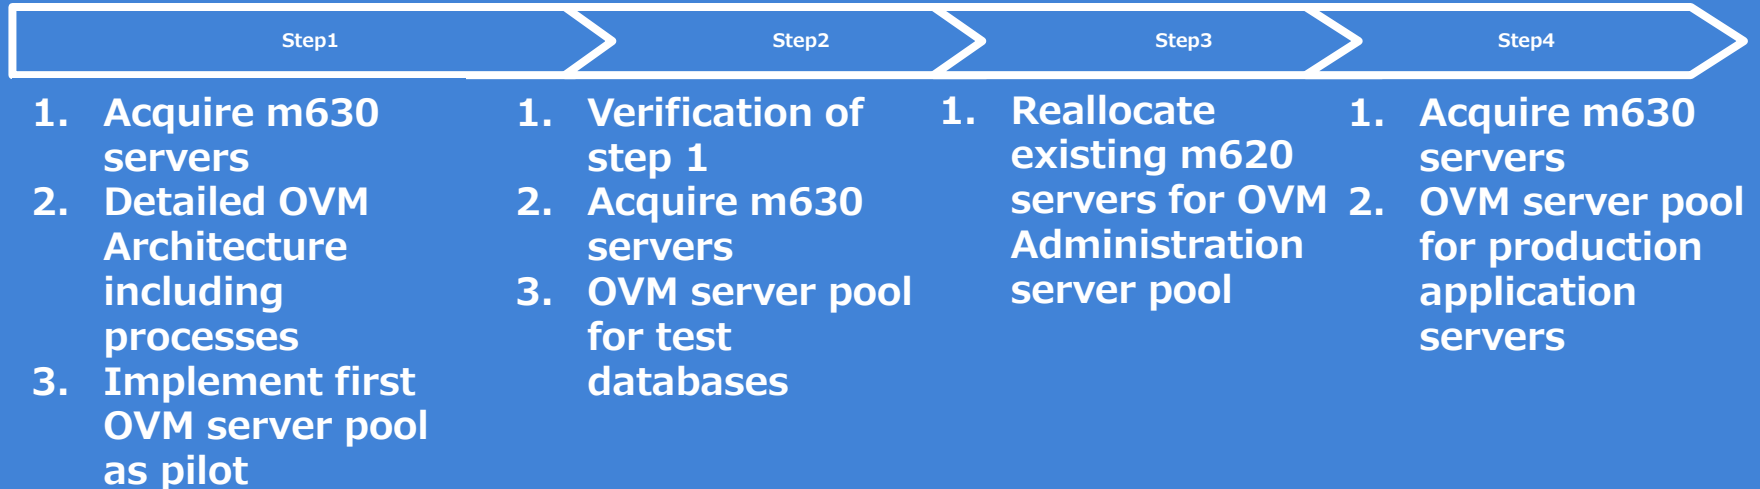 Step1
Step2
Step3
Step4
1. Acquire m630
servers
2. Detailed OVM
Architecture
including
processes
3. Implement first
OVM server pool
as pilot
1. Verification of
step 1
2. Acquire m630
servers
3. OVM server pool
for test
databases
1. Reallocate
existing m620
servers for OVM
Administration
server pool
1. Acquire m630
servers
2. OVM server pool
for production
application
servers